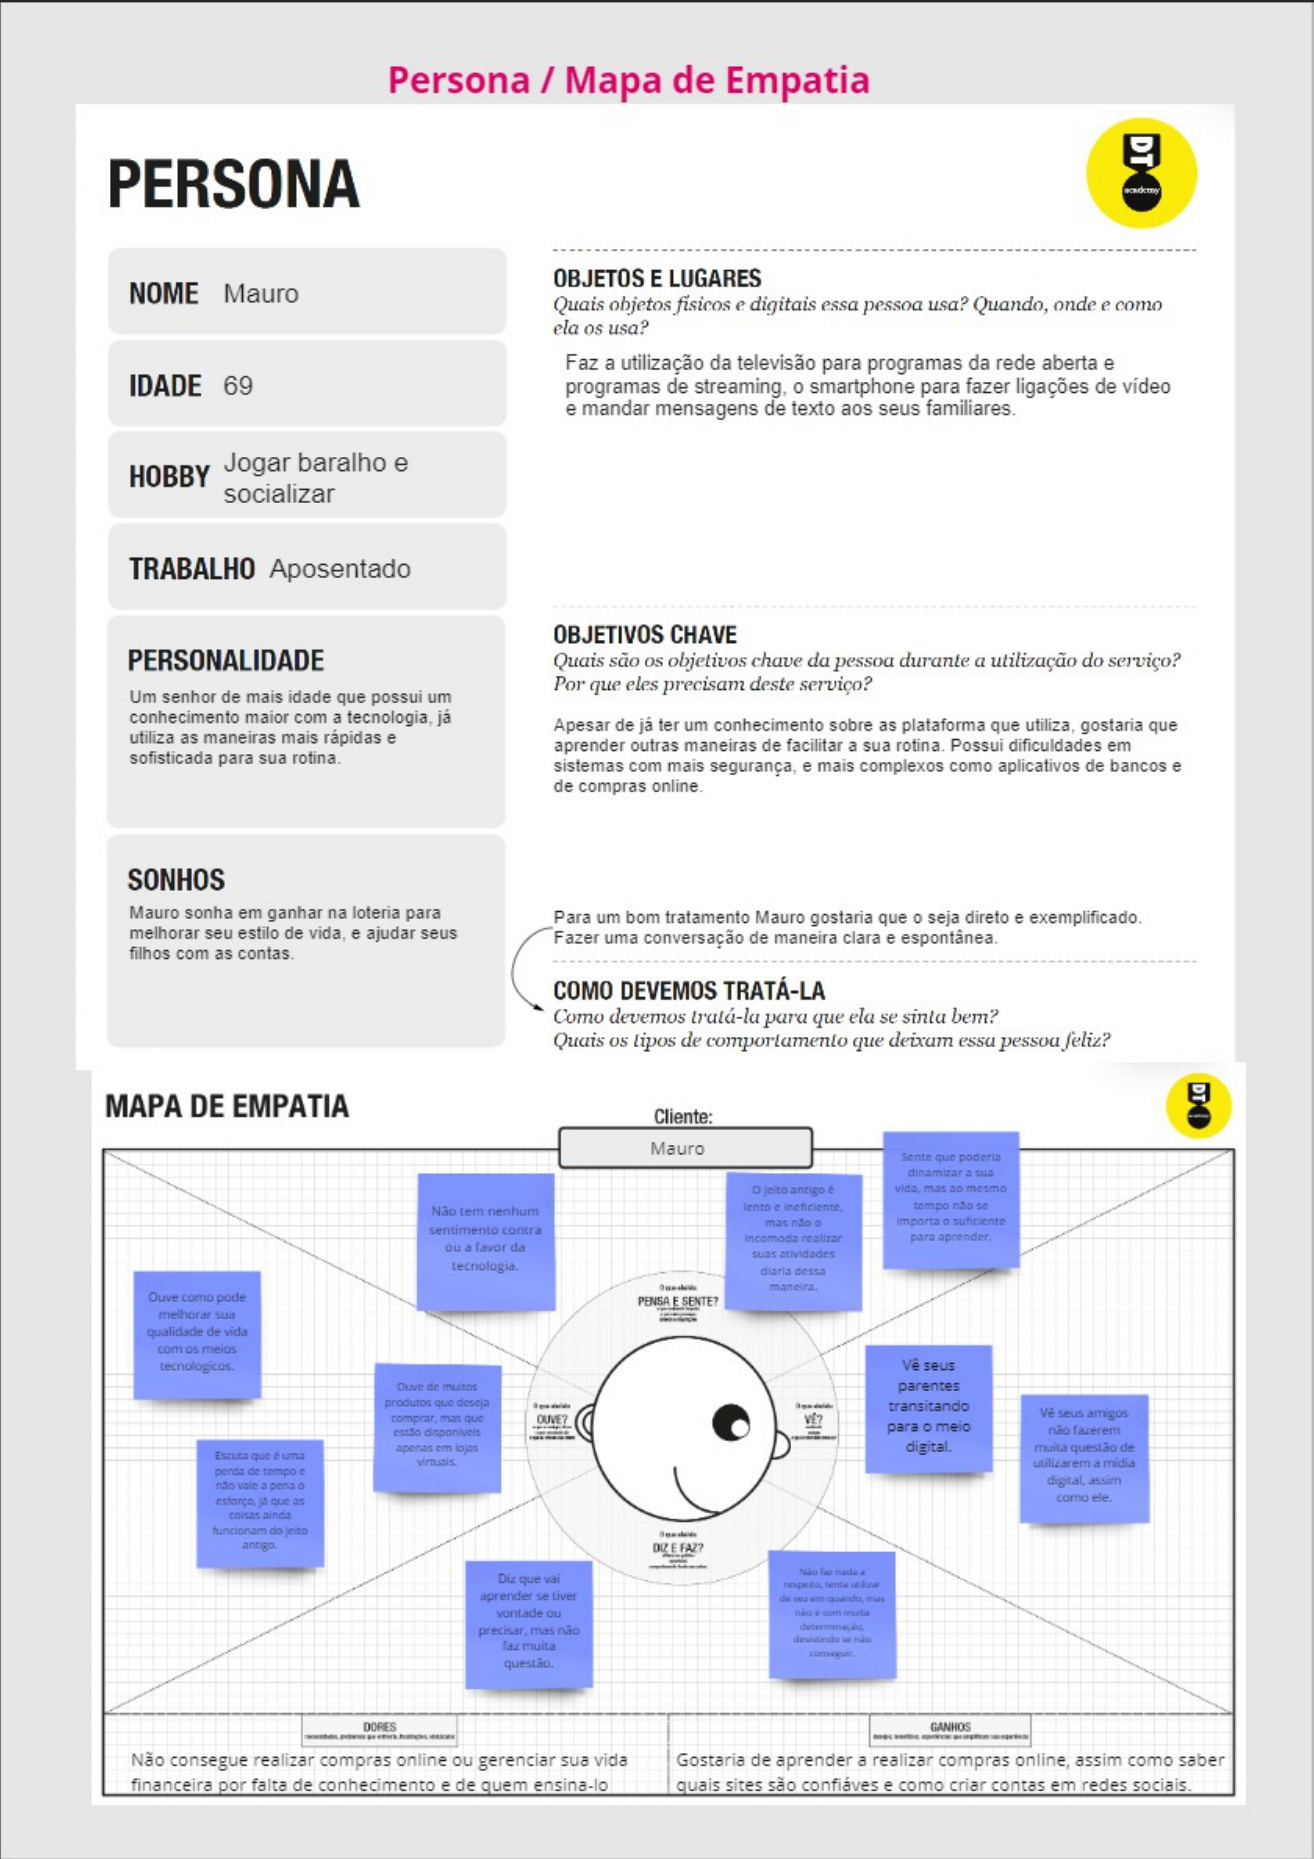 Persona / Mapa de Empatia
PERSONA
DT
academy
NOME Mauro
IDADE 69
HOBBY Jogar baralho e
socializar
TRABALHO Aposentado
PERSONALIDADE
Um senhor de mais idade que possui um
conhecimento maior com a tecnologia, já
utiliza as maneiras mais rápidas e
sofisticada para sua rotina.
SONHOS
Mauro sonha em ganhar na loteria para
melhorar seu estilo de vida, e ajudar seus
filhos com as contas.
OBJETOS E LUGARES
Quais objetos físicos e digitais essa pessoa usa? Quando, onde e como
ela os usa?
Faz a utilização da televisão para programas da rede aberta e
programas de streaming, o smartphone para fazer ligações de vídeo
e mandar mensagens de texto aos seus familiares.
OBJETIVOS CHAVE
Quais são os objetivos chave da pessoa durante a utilização do serviço?
Por que eles precisam deste serviço?
Apesar de já ter um conhecimento sobre as plataforma que utiliza, gostaria que
aprender outras maneiras de facilitar a sua rotina. Possui dificuldades em
sistemas com mais segurança, e mais complexos como aplicativos de bancos e
de compras online.
Para um bom tratamento Mauro gostaria que o seja direto e exemplificado.
Fazer uma conversação de maneira clara e espontânea.
COMO DEVEMOS TRATÁ-LA
Como devemos tratá-la para que ela se sinta bem?
Quais os tipos de comportamento que deixam essa pessoa feliz?
MAPA DE EMPATIA
Cliente:
Mauro
DT
Não tem nenhum
sentimento contra
ou a favor da
tecnologia.
O jeito antigo é
lento e ineficiente,
mas não o
incomoda realizar
suas atividades
diaria dessa
maneira.
Sente que poderia
dinamizar a sua
vida, mas ao mesmo
tempo não se
importa o suficiente
para aprender.
PENSA E SENTE?
Ouve como pode
melhorar sua
qualidade de vida
com os meios
tecnologicos.
Ouve de muitos
produtos que deseja
comprar, mas que
estão disponíveis
apenas em lojas
virtuais.
Escuta que é uma
perda de tempo e
não vale a pena o
esforço, já que as
coisas ainda
funcionam do jeito
antigo.
OUVE?
VÊ?
Vê seus
parentes
transitando
para o meio
digital.
Vê seus amigos
não fazerem
muita questão de
utilizarem a mídia
digital, assim
como ele.
DIZ E FAZ?
Diz que vai
aprender se tiver
vontade ou
precisar, mas não
faz muita
questão.
Não faz nada a
respeito, tenta utilizar
de vez em quando, mas
não é com muita
determinação,
desistindo se não
conseguir.
DORES
Não consegue realizar compras online ou gerenciar sua vida
financeira por falta de conhecimento e de quem ensina-lo
GANHOS
Gostaria de aprender a realizar compras online, assim como saber
quais sites são confiáves e como criar contas em redes sociais.